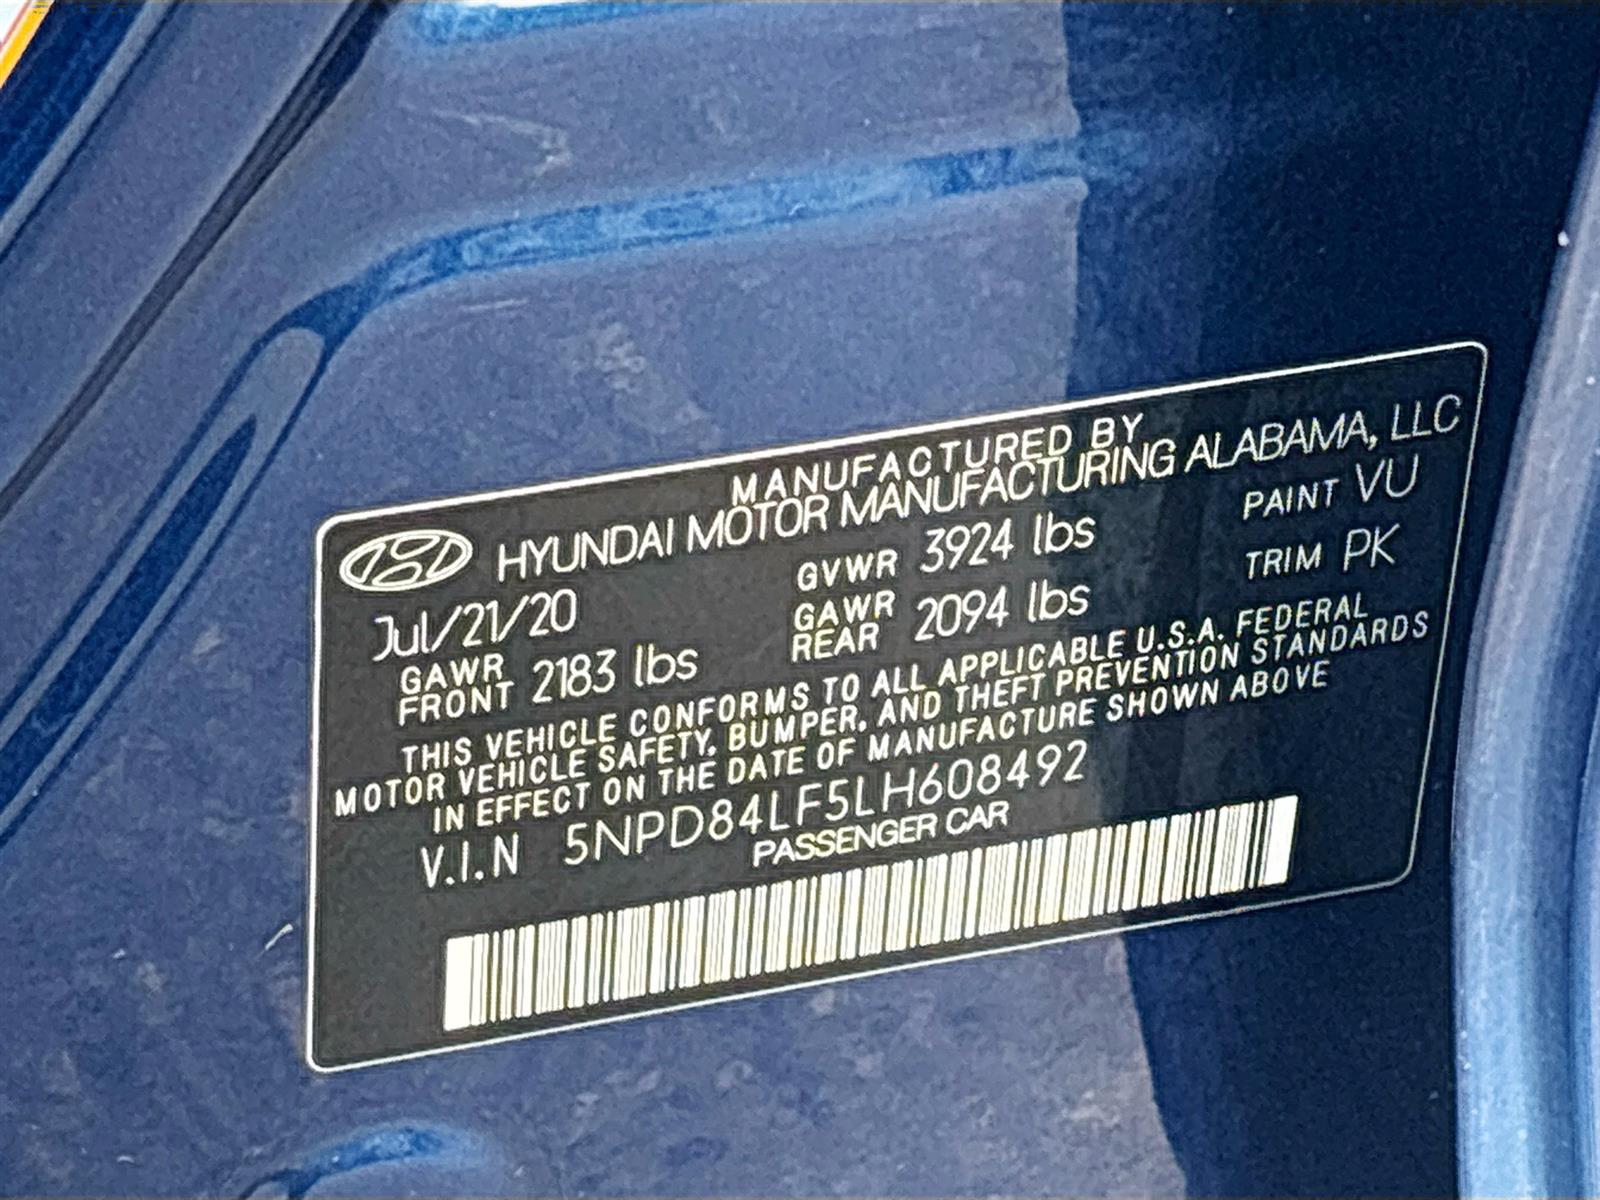 MANUFACTURED BY
HYUNDAI MOTOR MANUFACTURING ALABAMA, LLC
Jul/21/20 GVWR 3924 lbs PAINT VU
GAWR FRONT 2183 lbs GAWR REAR 2094 lbs TRIM PK
THIS VEHICLE CONFORMS TO ALL APPLICABLE U.S.A. FEDERAL
MOTOR VEHICLE SAFETY, BUMPER, AND THEFT PREVENTION STANDARDS
IN EFFECT ON THE DATE OF MANUFACTURE SHOWN ABOVE
V.I.N 5NPD84LF5LH608492
PASSENGER CAR